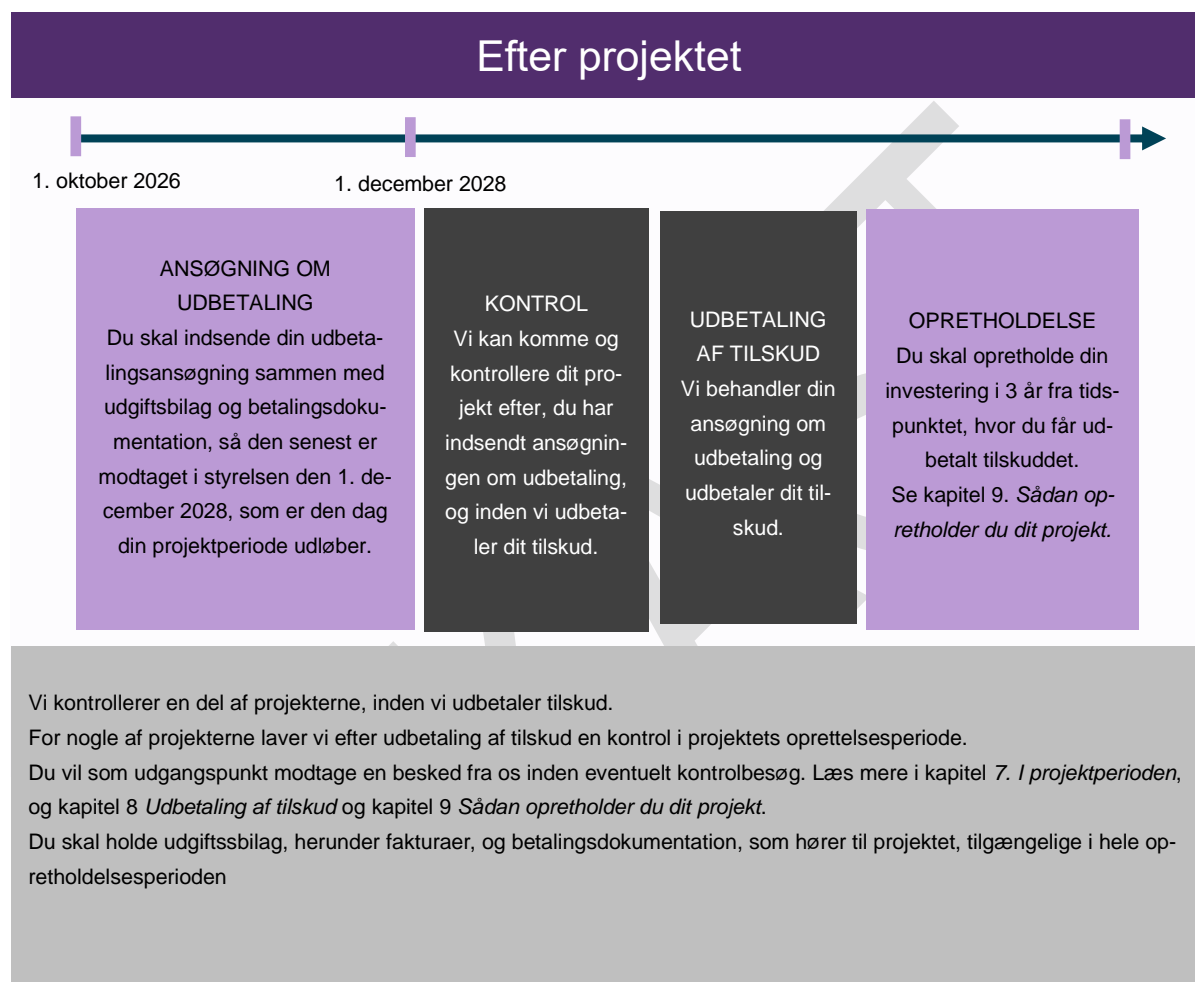 Efter projektet
1. oktober 2026
1. december 2028
ANSØGNING OM
UDBETALING
Du skal indsende din udbeta-
lingsansøgning sammen med
udgiftsbilag og betalingsdoku-
mentation, så den senest er
modtaget i styrelsen den 1. de-
cember 2028, som er den dag
din projektperiode udløber.
KONTROL
Vi kan komme og
kontrollere dit pro-
jekt efter, du har
indsendt ansøgnin-
gen om udbetaling,
og inden vi udbeta-
ler dit tilskud.
UDBETALING
AF TILSKUD
Vi behandler din
ansøgning om
udbetaling og
udbetaler dit til-
skud.
OPRETHOLDELSE
Du skal opretholde din
investering i 3 år fra tids-
punktet, hvor du får ud-
betalt tilskuddet.
Se kapitel 9. Sådan op-
retholder du dit projekt.
Vi kontrollerer en del af projekterne, inden vi udbetaler tilskud.
For nogle af projekterne laver vi efter udbetaling af tilskud en kontrol i projektets oprettelsesperiode.
Du vil som udgangspunkt modtage en besked fra os inden eventuelt kontrolbesøg. Læs mere i kapitel 7. I projektperioden,
og kapitel 8 Udbetaling af tilskud og kapitel 9 Sådan opretholder du dit projekt.
Du skal holde udgiftssbilag, herunder fakturaer, og betalingsdokumentation, som hører til projektet, tilgængelige i hele op-
retholdelsesperioden